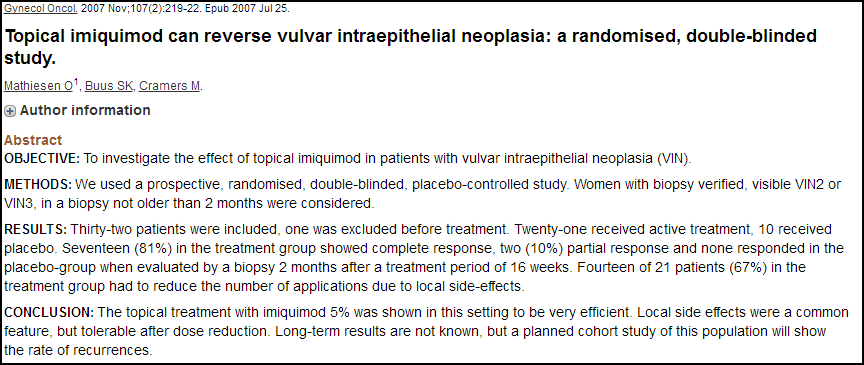 Gynecol Oncol. 2007 Nov;107(2):219-22. Epub 2007 Jul 25.
Topical imiquimod can reverse vulvar intraepithelial neoplasia: a randomised, double-blinded
study.
Mathiesen O1, Buus SK, Cramers M.
Author information
Abstract
OBJECTIVE: To investigate the effect of topical imiquimod in patients with vulvar intraepithelial neoplasia (VIN).
METHODS: We used a prospective, randomised, double-blinded, placebo-controlled study. Women with biopsy verified, visible VIN2 or
VIN3, in a biopsy not older than 2 months were considered.
RESULTS: Thirty-two patients were included, one was excluded before treatment. Twenty-one received active treatment, 10 received
placebo. Seventeen (81%) in the treatment group showed complete response, two (10%) partial response and none responded in the
placebo-group when evaluated by a biopsy 2 months after a treatment period of 16 weeks. Fourteen of 21 patients (67%) in the
treatment group had to reduce the number of applications due to local side-effects.
CONCLUSION: The topical treatment with imiquimod 5% was shown in this setting to be very efficient. Local side effects were a common
feature, but tolerable after dose reduction. Long-term results are not known, but a planned cohort study of this population will show
the rate of recurrences.